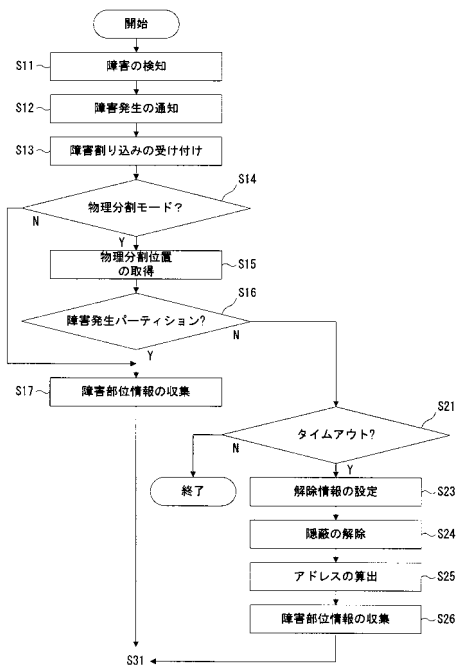 開始
S11
障害の検知
S12
障害発生の通知
S13
障害割り込みの受け付け
S14
物理分割モード?
N
Y
物理分割位置
の取得
S15
S16
障害発生パーティション?
N
Y
S17
障害部位情報の収集
S21
タイムアウト?
N
Y
終了
解除情報の設定
S23
隠蔽の解除
S24
アドレスの算出
S25
障害部位情報の収集
S26
S31